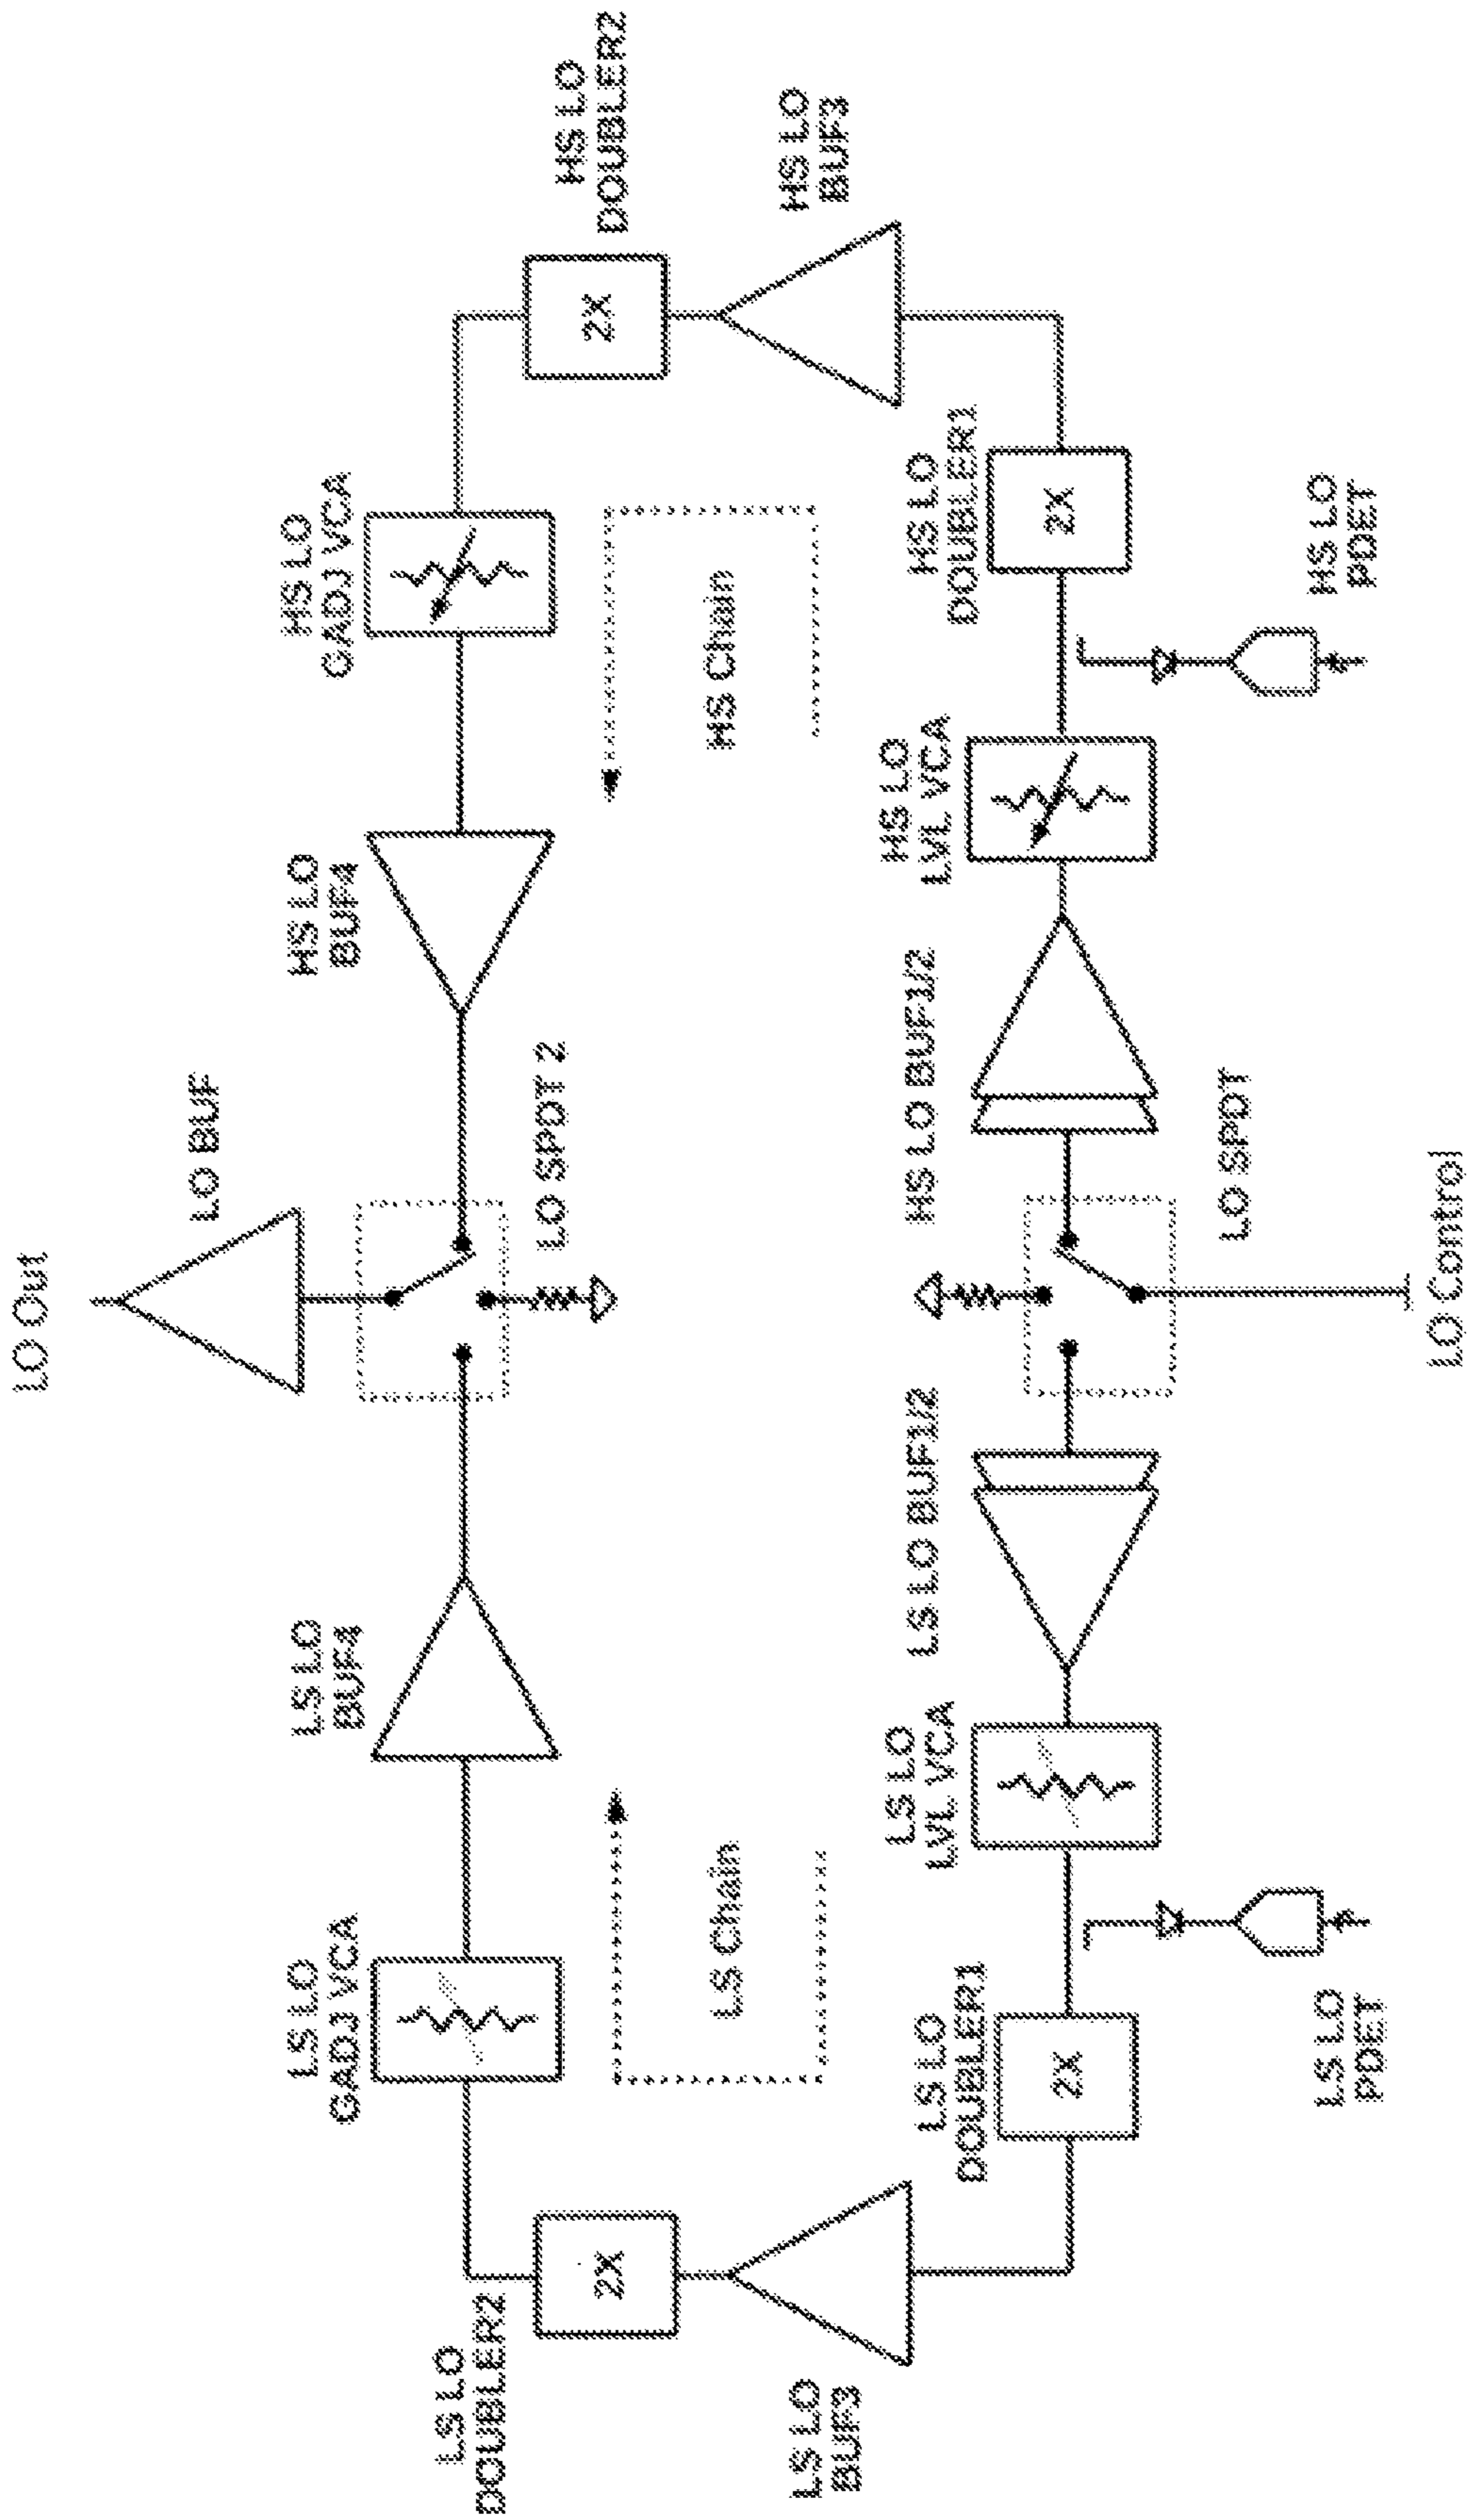 LO Out
LO BUF
LS LO
GADJ VCA
LS LO
BUF4
HS LO
BUF4
HS LO
GADJ VCA
LS LO
DOUBLER2
LO SPDT 2
HS LO
DOUBLER2
LS Chain
HS Chain
2X
2X
LS LO
BUF3
HS LO
BUF3
LS LO
DOUBLER1
LS LO
LVL VCA
LS LO BUF1/2
HS LO BUF1/2
HS LO
LVL VCA
HS LO
DOUBLER1
2X
2X
LO SPDT
LS LO
PDET
HS LO
PDET
LO Control